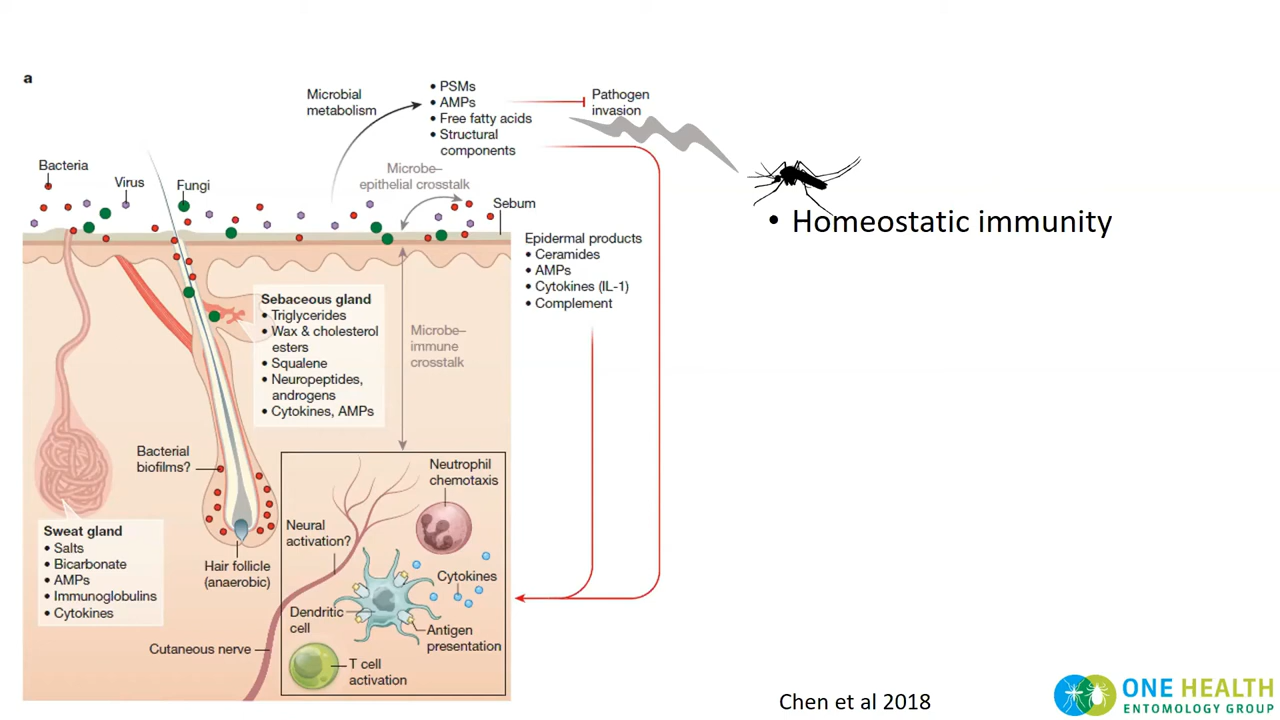 a
Microbial
metabolism
• PSMs
• AMPs
• Free fatty acids
• Structural
components
Pathogen
invasion
Bacteria
Virus
Fungi
Microbe–
epithelial crosstalk
Sebum
• Homeostatic immunity
Epidermal products
• Ceramides
• AMPs
• Cytokines (IL-1)
• Complement
Sebaceous gland
• Triglycerides
• Wax & cholesterol
esters
• Squalene
• Neuropeptides,
androgens
• Cytokines, AMPs
Microbe–
immune
crosstalk
Bacterial
biofilms?
Neutrophil
chemotaxis
Sweat gland
• Salts
• Bicarbonate
• AMPs
• Immunoglobulins
• Cytokines
Hair follicle
(anaerobic)
Neural
activation?
Cytokines
Dendritic
cell
Antigen
presentation
Cutaneous nerve
T cell
activation
Chen et al 2018
ONE HEALTH
ENTOMOLOGY GROUP